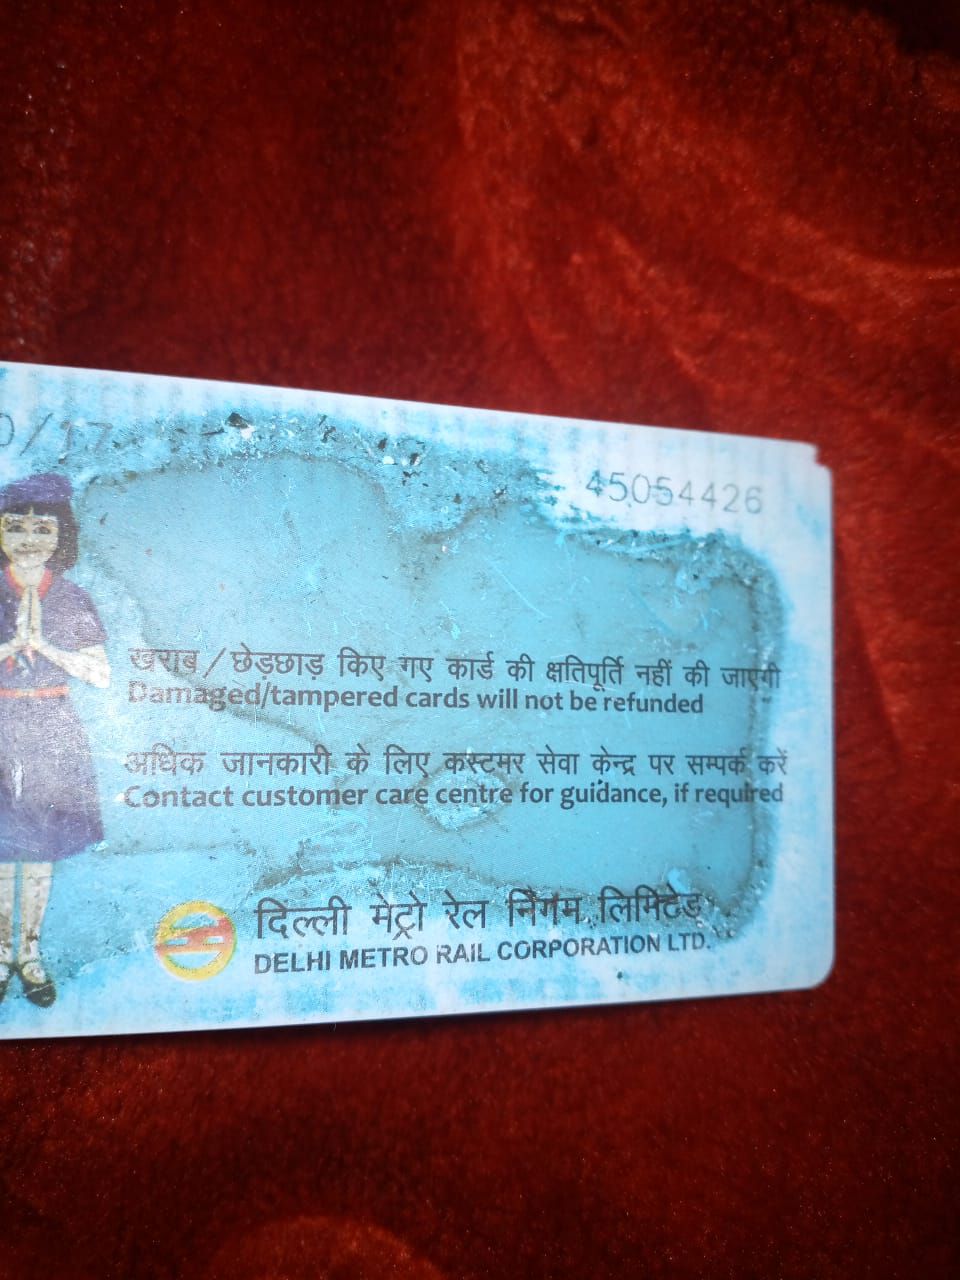 0/17
45054426
खराब/छेड़छाड़ किए गए कार्ड की क्षतिपूर्ति नहीं की जाएगी
Damaged/tampered cards will not be refunded
अधिक जानकारी के लिए कस्टमर सेवा केन्द्र पर सम्पर्क करें
Contact customer care centre for guidance, if required
दिल्ली मेट्रो रेल निगम लिमिटेड
DELHI METRO RAIL CORPORATION LTD.